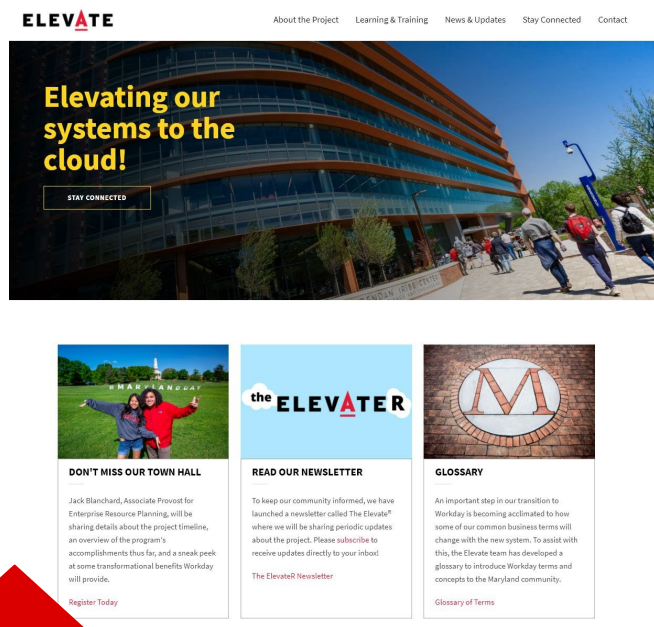 ELEVATE
About the Project Learning & Training News & Updates Stay Connected Contact
Elevating our
systems to the
cloud!
STAY CONNECTED
#MARYLANDDAY
the ELEVATER
M
DON'T MISS OUR TOWN HALL
Jack Blanchard, Associate Provost for
Enterprise Resource Planning, will be
sharing details about the project timeline,
an overview of the program's
accomplishments thus far, and a sneak peek
at some transformational benefits Workday
will provide.
Register Today
READ OUR NEWSLETTER
To keep our community informed, we have
launched a newsletter called The Elevateᴿ
where we will be sharing periodic updates
about the project. Please subscribe to
receive updates directly to your inbox!
The ElevateR Newsletter
GLOSSARY
An important step in our transition to
Workday is becoming acclimated to how
some of our common business terms will
change with the new system. To assist with
this, the Elevate team has developed a
glossary to introduce Workday terms and
concepts to the Maryland community.
Glossary of Terms